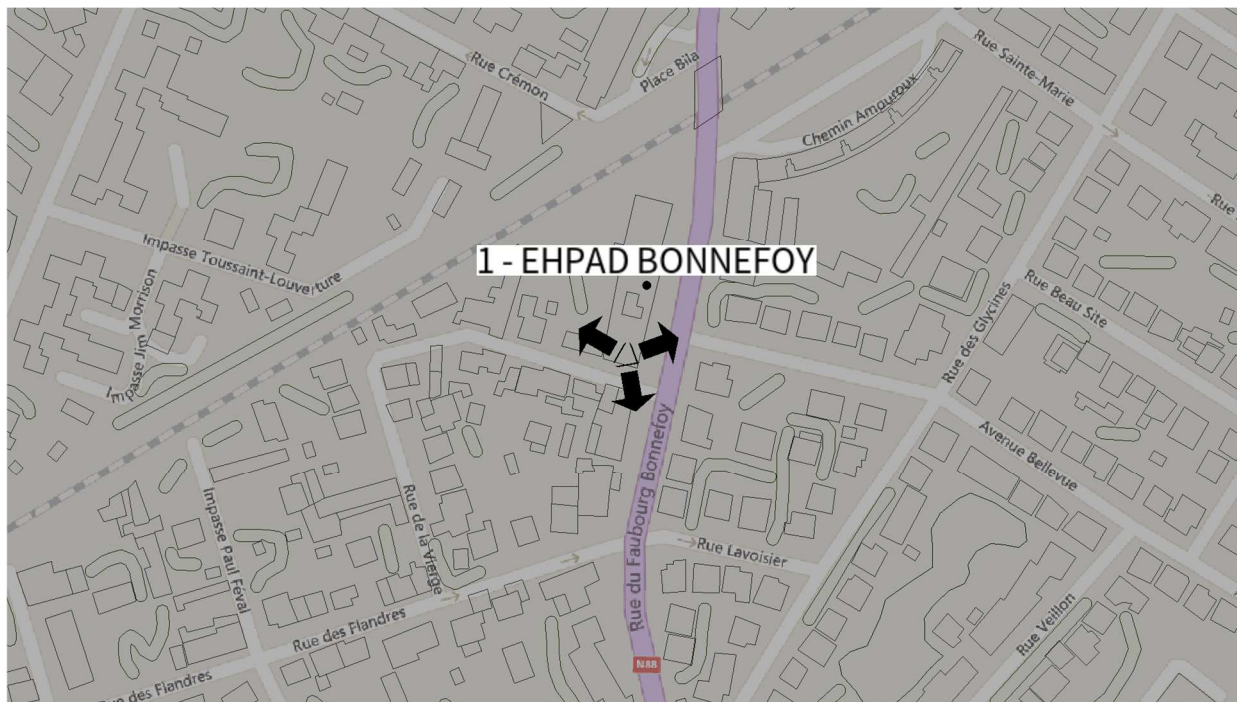 Rue Crémon
Place Bila
Rue Sainte-Marie
Chemin Amouroux
Rue
Impasse Toussaint-Louverture
1 - EHPAD BONNEFOY
Impasse Jim Morrison
Rue Beau Site
Rue des Glycines
Avenue Bellevue
Rue du Faubourg Bonnefoy
Impasse Paul Féval
Rue de la Vierge
Rue Lavoisier
Rue des Flandres
Rue Veillon
N88
ue des Flandres